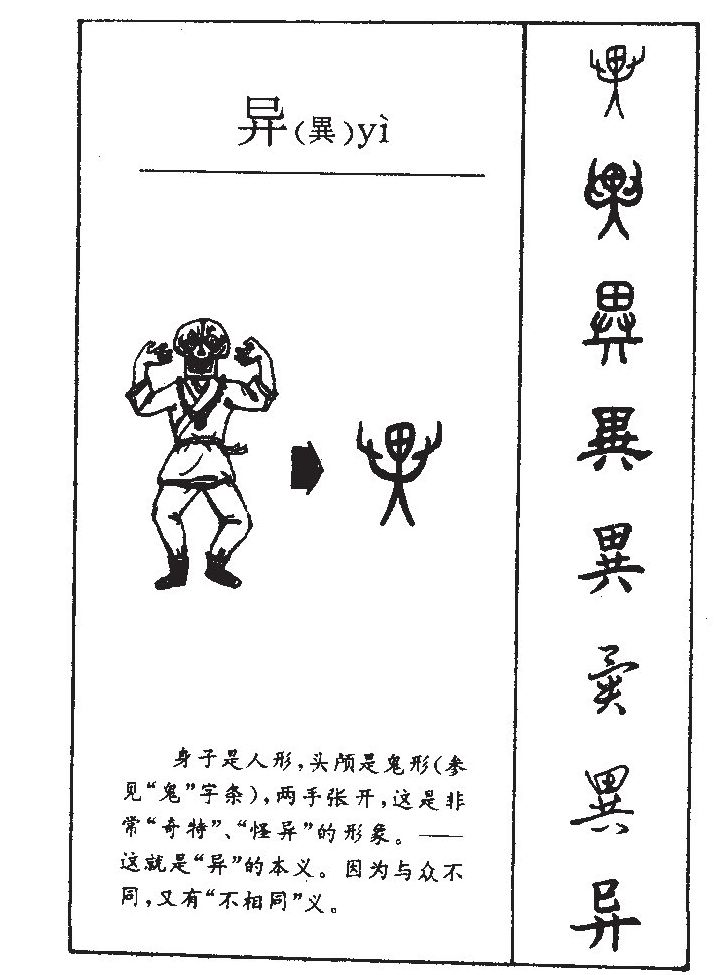 异(異)yì
身子是人形,头颅是鬼形(参
见“鬼”字条),两手张开,这是非
常“奇特”、“怪异”的形象。——
这就是“异”的本义。因为与众不
同,又有“不相同”义。
異
異
異
异